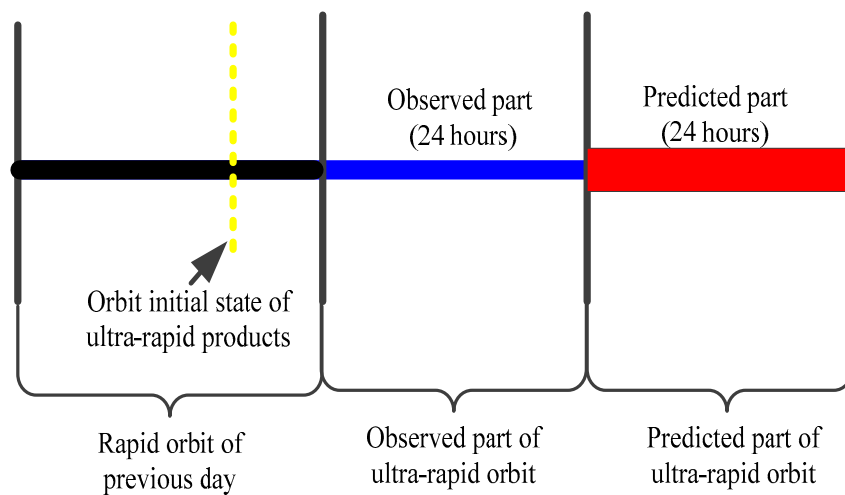 Observed part
(24 hours)
Predicted part
(24 hours)
Orbit initial state of
ultra-rapid products
Rapid orbit of
previous day
Observed part of
ultra-rapid orbit
Predicted part of
ultra-rapid orbit